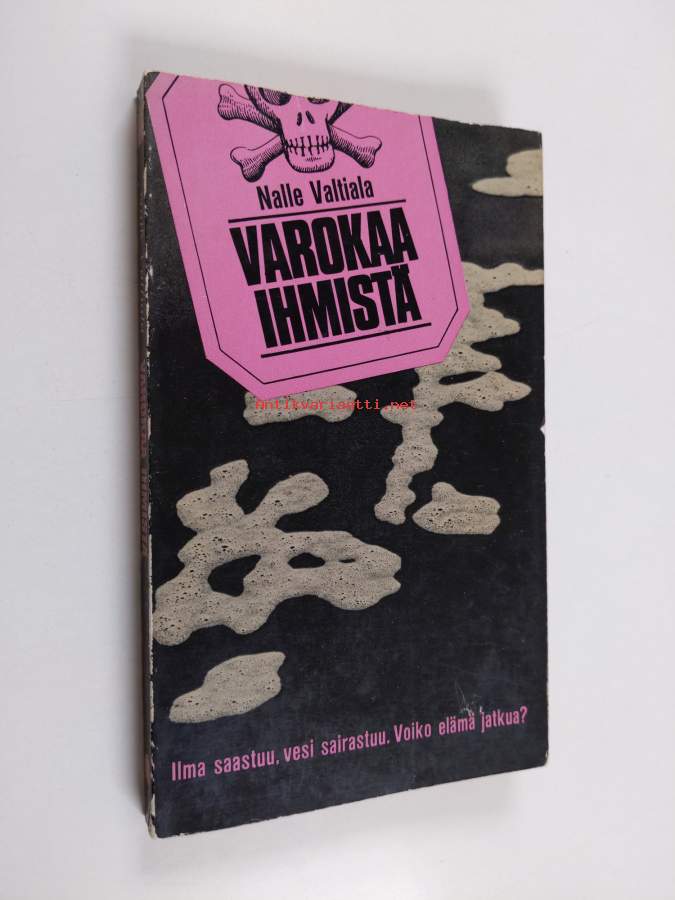 Nalle Valtiala
VAROKAA
IHMISTÄ
antikvariaatti.net
Ilma saastuu, vesi sairastuu. Voiko elämä jatkua?